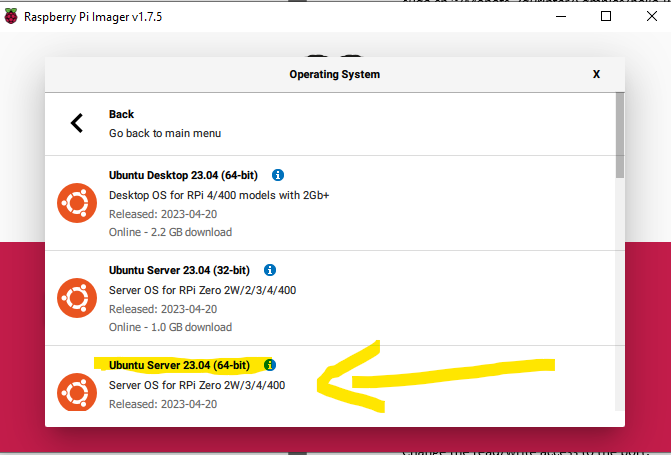 Raspberry Pi Imager v1.7.5
Operating System
X
Back
Go back to main menu
Ubuntu Desktop 23.04 (64-bit)
Desktop OS for RPi 4/400 models with 2Gb+
Released: 2023-04-20
Online - 2.2 GB download
Ubuntu Server 23.04 (32-bit)
Server OS for RPi Zero 2W/2/3/4/400
Released: 2023-04-20
Online - 1.0 GB download
Ubuntu Server 23.04 (64-bit)
Server OS for RPi Zero 2W/3/4/400
Released: 2023-04-20